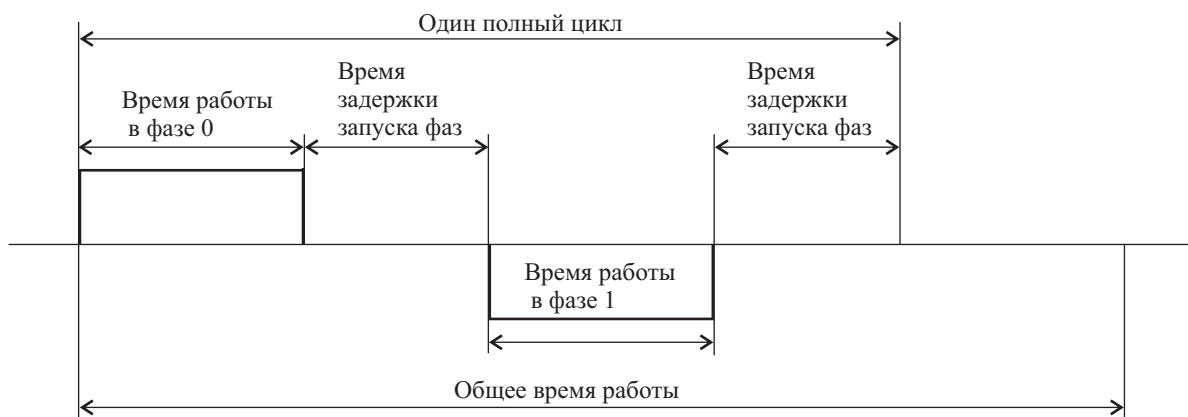 Один полный цикл
Время работы
в фазе 0
Время
задержки
запуска фаз
Время
задержки
запуска фаз
Время работы
в фазе 1
Общее время работы